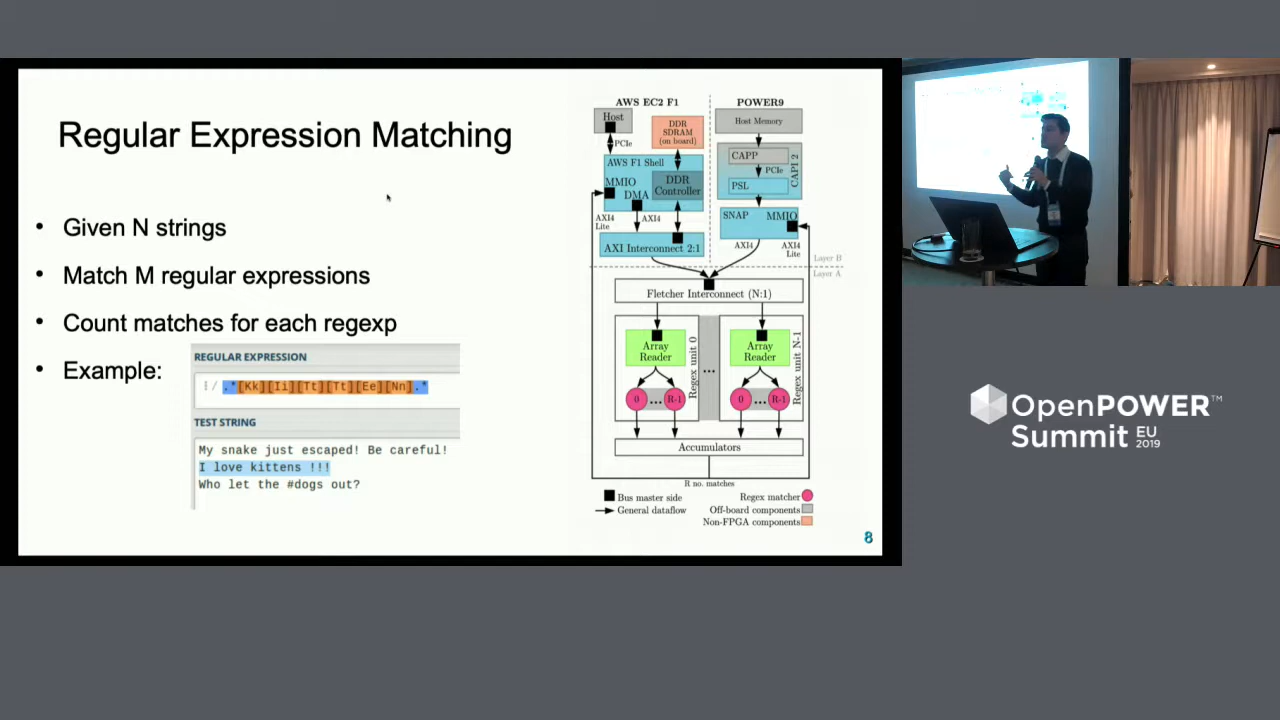 Regular Expression Matching
• Given N strings
• Match M regular expressions
• Count matches for each regexp
• Example:
REGULAR EXPRESSION
/ .*[Kk][Ii][Tt][Tt][Ee][Nn].*
TEST STRING
My snake just escaped! Be careful!
I love kittens !!!
Who let the #dogs out?
AWS EC2 F1
POWER9
Host
DDR
SDRAM
(on board)
Host Memory
PCIe
AWS F1 Shell
CAPP
PCIe
CAPI 2
MMIO
DMA
DDR
Controller
PSL
AXI4
Lite
AXI4
SNAP
MMIO
AXI Interconnect 2:1
AXI4
AXI4
Lite
Layer B
Layer A
Fletcher Interconnect (N:1)
Array
Reader
Regex unit 0
...
Array
Reader
Regex unit N-1
0 ... R-1
0 ... R-1
Accumulators
R no. matches
Bus master side
General dataflow
Regex matcher
Off-board components
Non-FPGA components
8
OpenPOWER™
Summit EU
2019